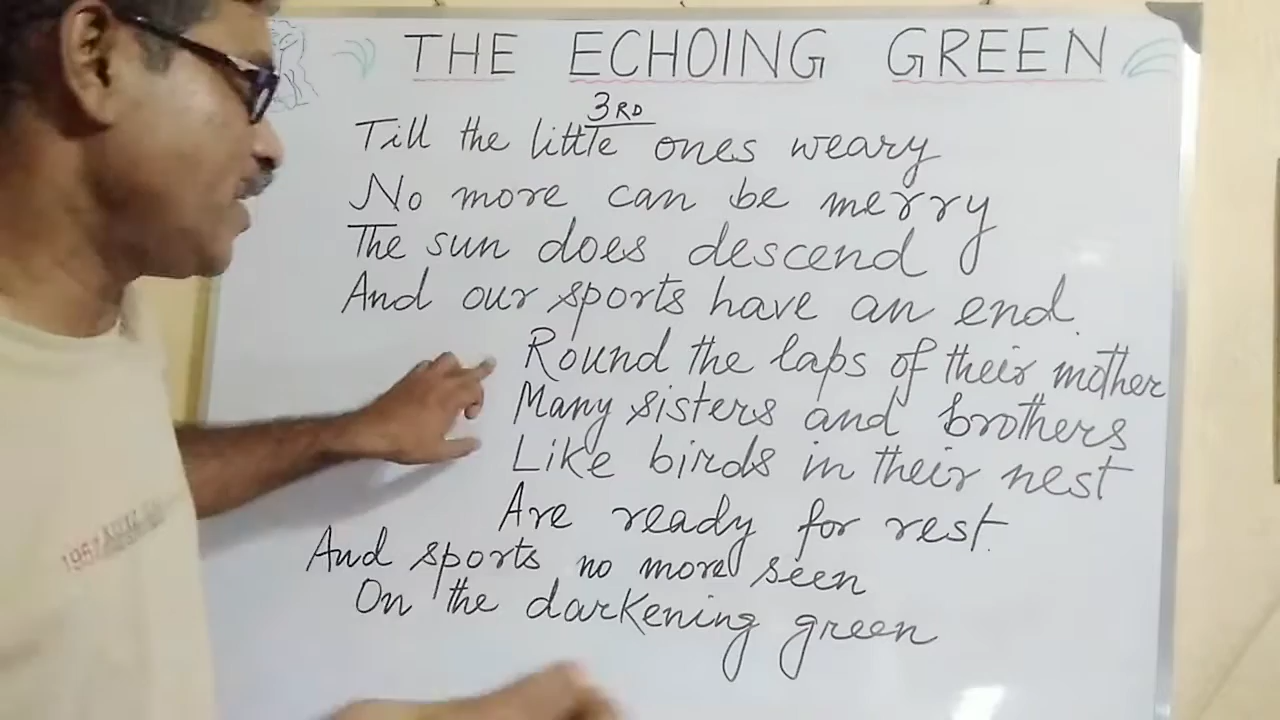 THE ECHOING GREEN
3RD
Till the little ones weary
No more can be merry
The sun does descend
And our sports have an end.
Round the laps of their mother
Many sisters and brothers
Like birds in their nest
Are ready for rest.
And sports no more seen
On the darkening green